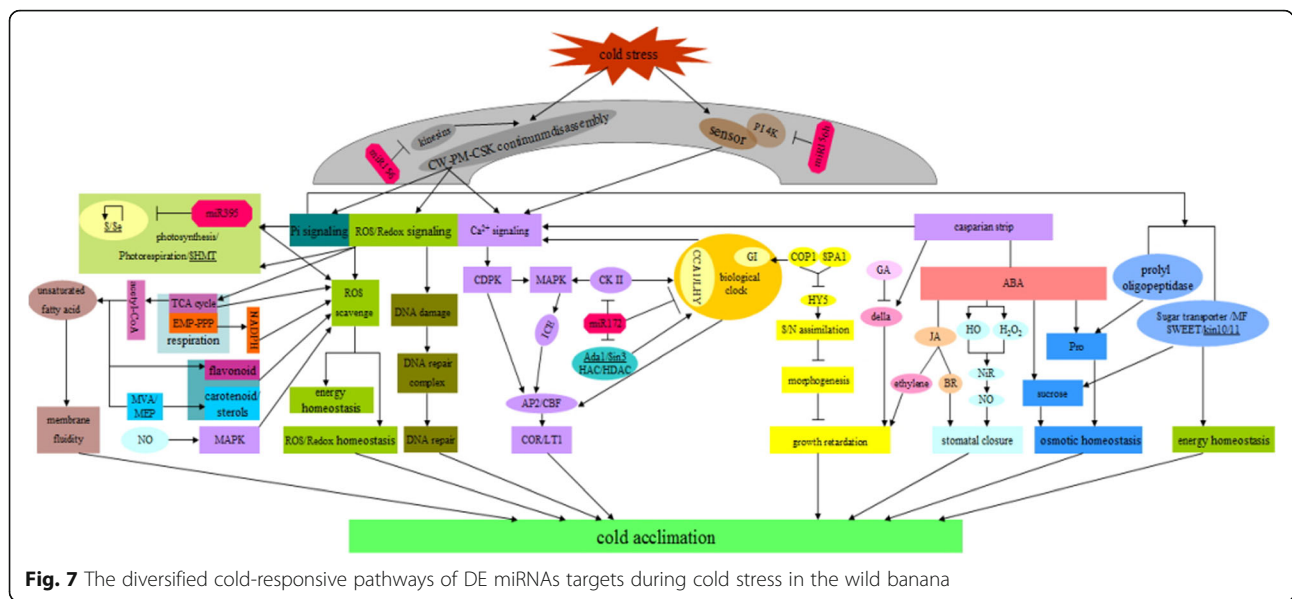 cold stress
kinesins
CW-PM-CSK continunmdisassembly
miR156
sensor
PI4K
miR156b
S/Se
miR395
photosynthesis/
Photorespiration/SHMT
Pi signaling
ROS/Redox signaling
Ca²⁺ signaling
casparian strip
unsaturated
fatty acid
acetyl-CoA
TCA cycle
EMP-PPP
respiration
NADPH
ROS
scavenge
DNA damage
CDPK
MAPK
CK II
ICE
miR172
Ada1/Sin3
HAC/HDAC
CCA1/LHY
GI
biological
clock
COP1
SPA1
HY5
S/N assimilation
morphogenesis
GA
della
ABA
JA
HO
H₂O₂
ethylene
BR
NiR
NO
Pro
sucrose
prolyl
oligopeptidase
Sugar transporter /MF
SWEET/kin10/11
flavonoid
MVA/
MEP
carotenoid/
sterols
NO
MAPK
energy
homeostasis
DNA repair
complex
AP2/CBF
membrane
fluidity
ROS/Redox homeostasis
DNA repair
COR/LT1
growth retardation
stomatal closure
osmotic homeostasis
energy homeostasis
cold acclimation
Fig. 7 The diversified cold-responsive pathways of DE miRNAs targets during cold stress in the wild banana